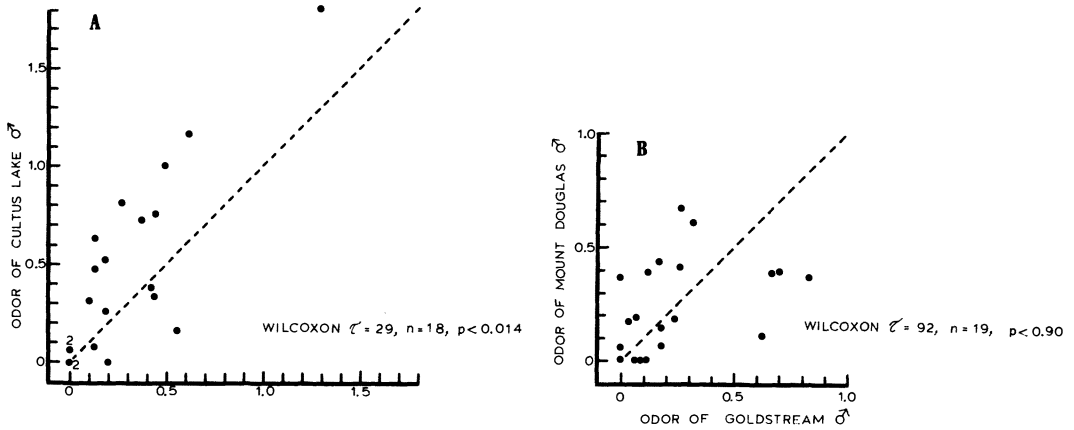 A
ODOR OF CULTUS LAKE ♂
1.5
1.0
0.5
0
2
2
0
0.5
1.0
1.5
WILCOXON 𝒯 = 29, n = 18, p < 0.014
B
ODOR OF MOUNT DOUGLAS ♂
1.0
0.5
0
0
0.5
1.0
WILCOXON 𝒯 = 92, n = 19, p < 0.90
ODOR OF GOLDSTREAM ♂